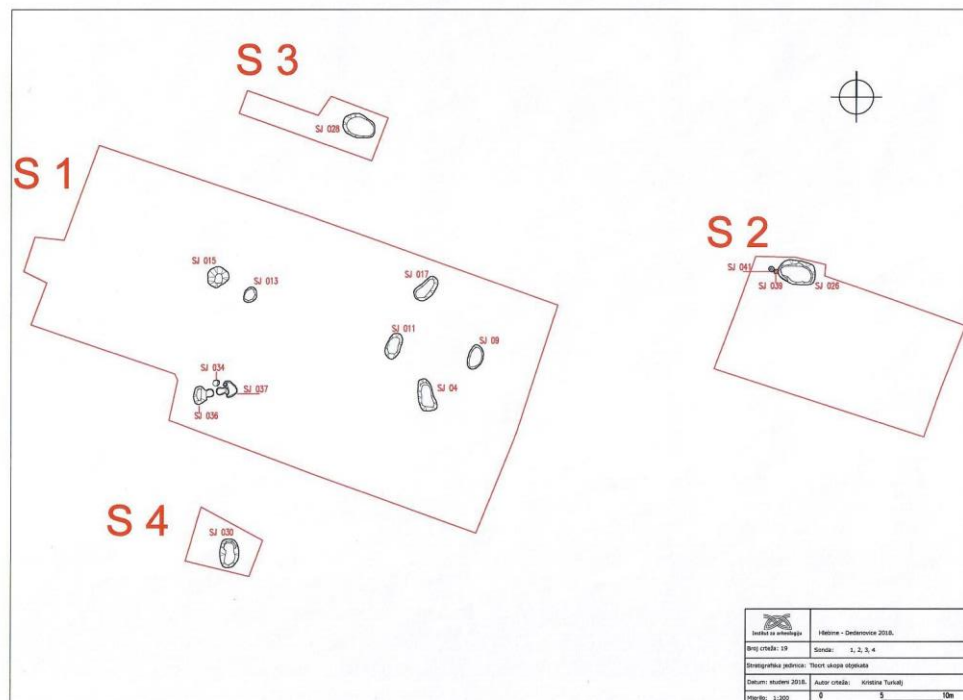 S 3
SJ 028
S 1
S 2
SJ 015
SJ 013
SJ 017
SJ 041
SJ 039
SJ 026
SJ 011
SJ 09
SJ 034
SJ 037
SJ 04
SJ 036
S 4
SJ 030
Institut za arheologiju
Hlebine - Dedanovice 2018.
Broj crteža: 19
Sonda: 1, 2, 3, 4
Stratigrafska jedinica: Tlocrt ukopa objekata
Datum: studeni 2018.
Autor crteža: Kristina Turkalj
Mjerilo: 1:200
0 5 10m